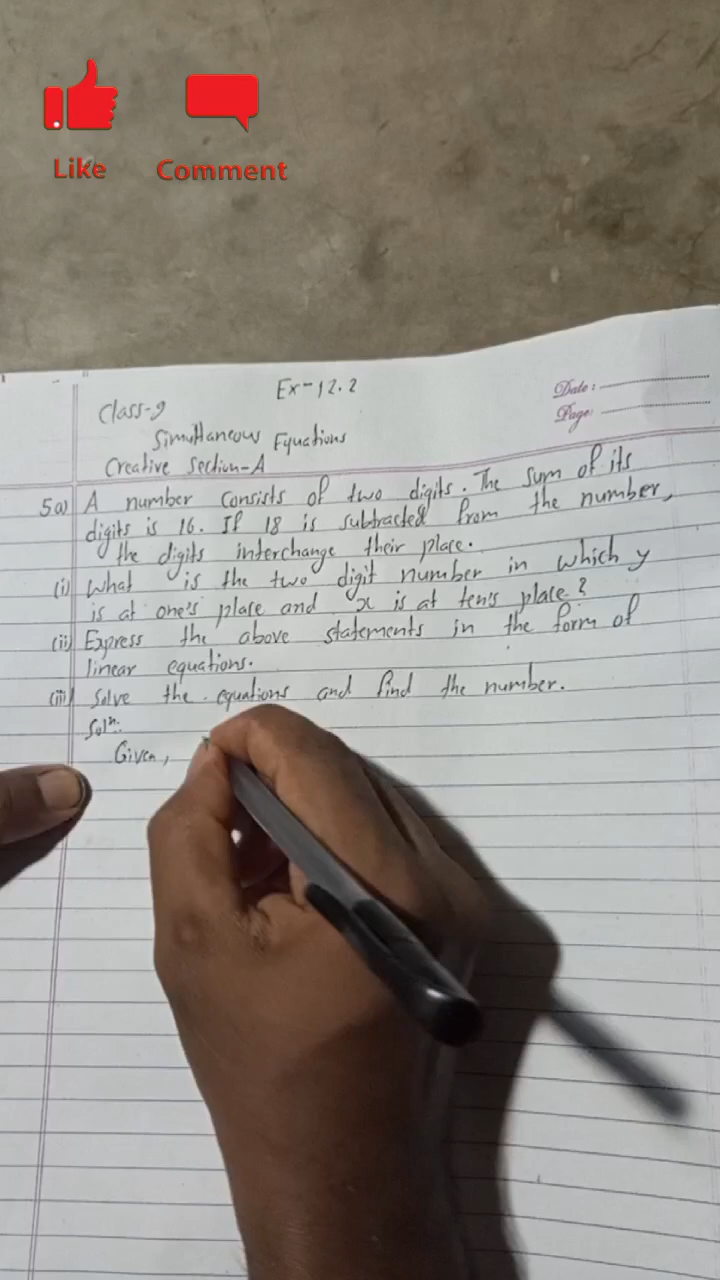 Like
Comment
Ex-12.2
Date:
Class-9
Page:
Simultaneous Equations
Creative Section-A
5a) A number consists of two digits. The sum of its
digits is 16. If 18 is subtracted from the number,
the digits interchange their place.
(i) What is the two digit number in which y
is at one's place and x is at ten's place?
(ii) Express the above statements in the form of
linear equations.
(iii) Solve the equations and find the number.
Solⁿ:
Given,